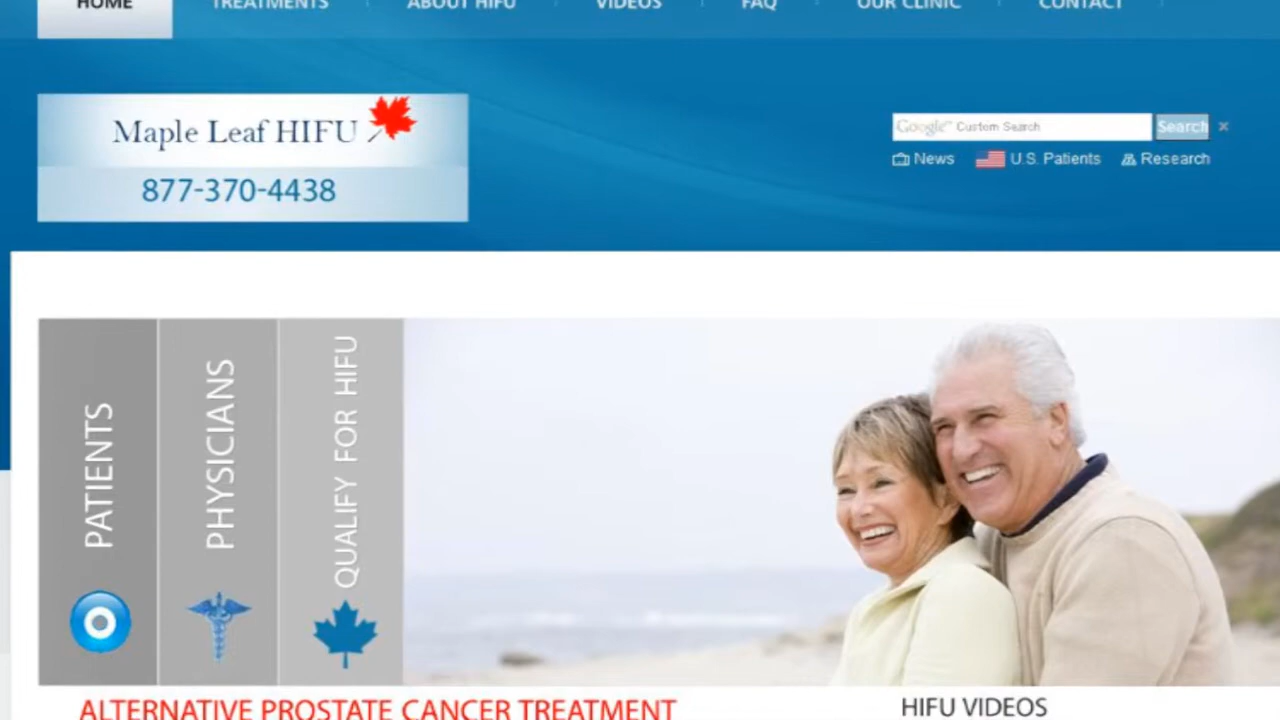 HOME TREATMENTS ABOUT HIFU VIDEOS FAQ OUR CLINIC CONTACT
Maple Leaf HIFU
877-370-4438
Google™ Custom Search Search ×
News U.S. Patients Research
PATIENTS
PHYSICIANS
QUALIFY FOR HIFU
ALTERNATIVE PROSTATE CANCER TREATMENT
HIFU VIDEOS